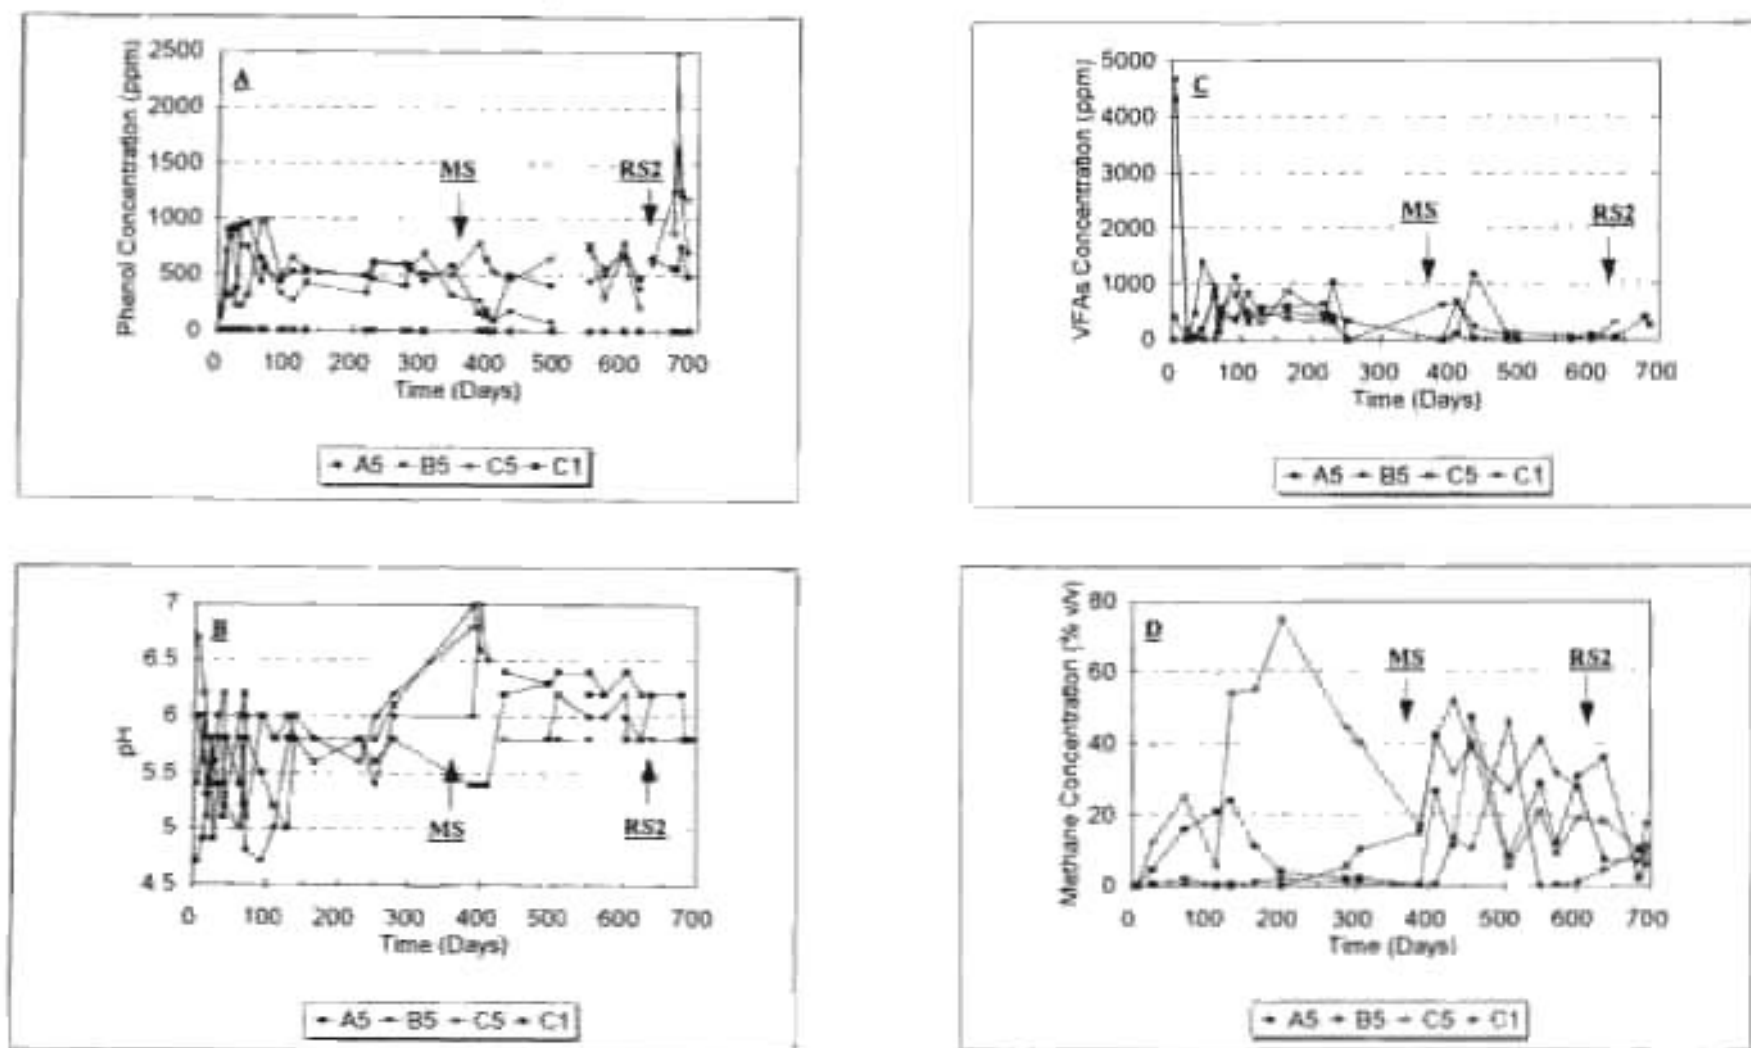 Phenol Concentration (ppm)
2500
2000
1500
1000
500
0
A
MS
RS2
0 100 200 300 400 500 600 700
Time (Days)
A5 B5 C5 C1
VFAs Concentration (ppm)
5000
4000
3000
2000
1000
0
C
MS
RS2
0 100 200 300 400 500 600 700
Time (Days)
A5 B5 C5 C1
pH
7
6.5
6
5.5
5
4.5
B
MS
RS2
0 100 200 300 400 500 600 700
Time (Days)
A5 B5 C5 C1
Methane Concentration (% v/v)
80
60
40
20
0
D
MS
RS2
0 100 200 300 400 500 600 700
Time (Days)
A5 B5 C5 C1